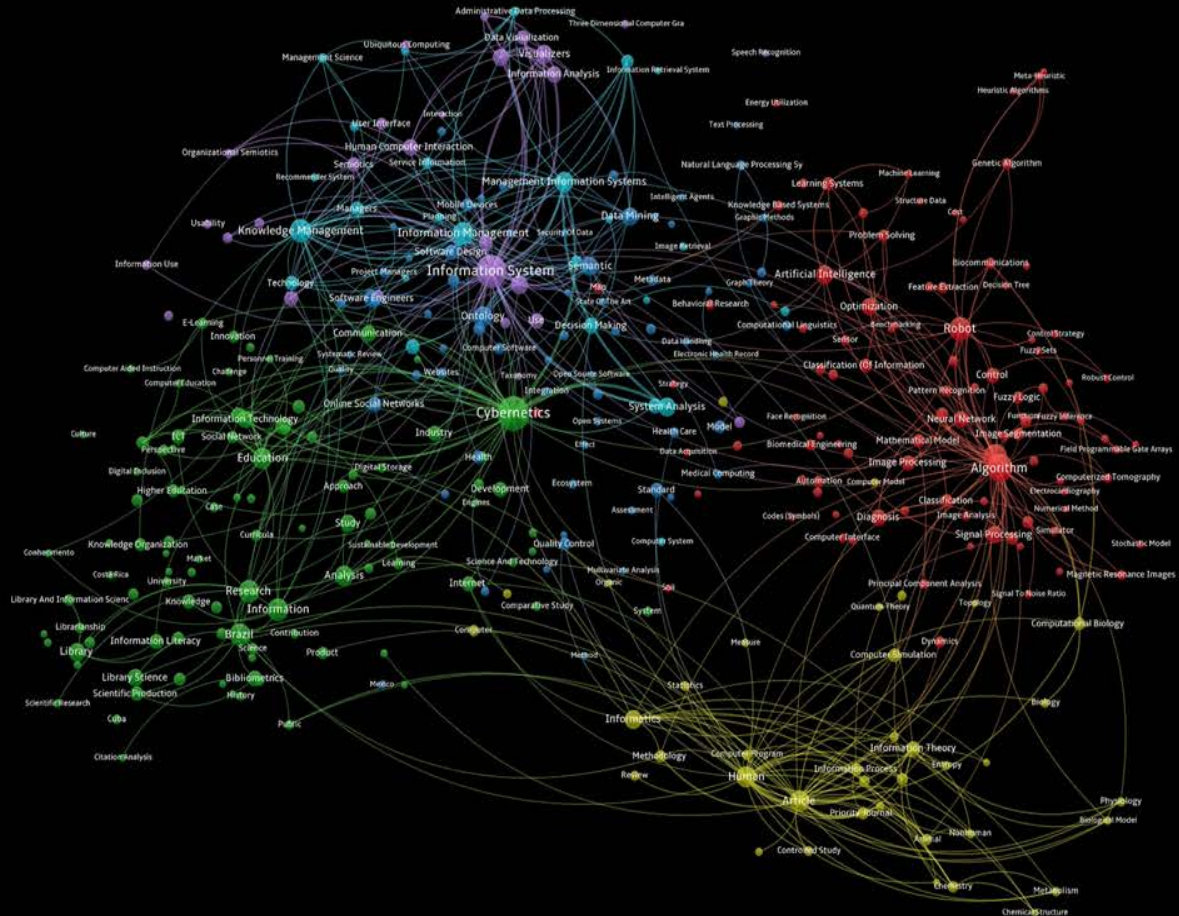 Administrative Data Processing
Three Dimensional Computer Gra
Data Visualization
Ubiquitous Computing
Visualizers
Speech Recognition
Management Science
Information Analysis
Information Retrieval System
Meta-Heuristic
Heuristic Algorithms
Energy Utilization
Interaction
User Interface
Text Processing
Human Computer Interaction
Organizational Semiotics
Semiotics
Service Information
Natural Language Processing Sy
Genetic Algorithm
Recommender System
Management Information Systems
Machine Learning
Learning Systems
Intelligent Agents
Structure Data
Managers
Mobile Devices
Knowledge Based Systems
Planning
Data Mining
Graphic Methods
Cost
Usability
Knowledge Management
Information Management
Security Of Data
Problem Solving
Image Retrieval
Software Design
Information Use
Project Managers
Information System
Semantic
Biocommunications
Technology
Metadata
Graph Theory
Artificial Intelligence
Map
Feature Extraction
Decision Tree
Software Engineers
State Of The Art
Behavioral Research
Optimization
E-Learning
Ontology
Use
Decision Making
Computational Linguistics
Benchmarking
Robot
Innovation
Communication
Control Strategy
Data Handling
Sensor
Computer Software
Systematic Review
Electronic Health Record
Fuzzy Sets
Personnel Training
Computer Aided Instruction
Challenge
Quality
Websites
Taxonomy
Open Source Software
Classification Of Information
Control
Robust Control
Computer Education
Strategy
Integration
Pattern Recognition
Fuzzy Logic
Online Social Networks
Cybernetics
System Analysis
Information Technology
Open Systems
Face Recognition
Neural Network
Function
Fuzzy Inference
Culture
ICT
Social Network
Industry
Health Care
Model
Image Segmentation
Perspective
Effect
Data Acquisition
Biomedical Engineering
Mathematical Model
Field Programmable Gate Arrays
Education
Health
Image Processing
Algorithm
Digital Inclusion
Digital Storage
Medical Computing
Automation
Computer Model
Computerized Tomography
Higher Education
Approach
Development
Ecosystem
Standard
Electrocardiography
Case
Engines
Classification
Numerical Method
Assessment
Codes (Symbols)
Diagnosis
Image Analysis
Study
Curricula
Simulator
Signal Processing
Computer Interface
Knowledge Organization
Sustainable Development
Quality Control
Computer System
Stochastic Model
Conhecimento
Market
Learning
Science And Technology
Costa Rica
Analysis
Multivariate Analysis
Magnetic Resonance Images
University
Internet
Organic
Soil
Principal Component Analysis
Research
Signal To Noise Ratio
Library And Information Scienc
Knowledge
Information
Comparative Study
System
Quantum Theory
Topology
Librarianship
Computational Biology
Brazil
Contribution
Computer
Information Literacy
Measure
Dynamics
Library
Science
Product
Method
Computer Simulation
Library Science
Bibliometrics
Mexico
Statistics
Scientific Production
History
Scientific Research
Biology
Cuba
Public
Informatics
Citation Analysis
Methodology
Computer Program
Information Theory
Review
Human
Information Process
Entropy
Article
Physiology
Priority Journal
Biological Model
Animal
NonHuman
Controlled Study
Chemistry
Metabolism
Chemical Structure